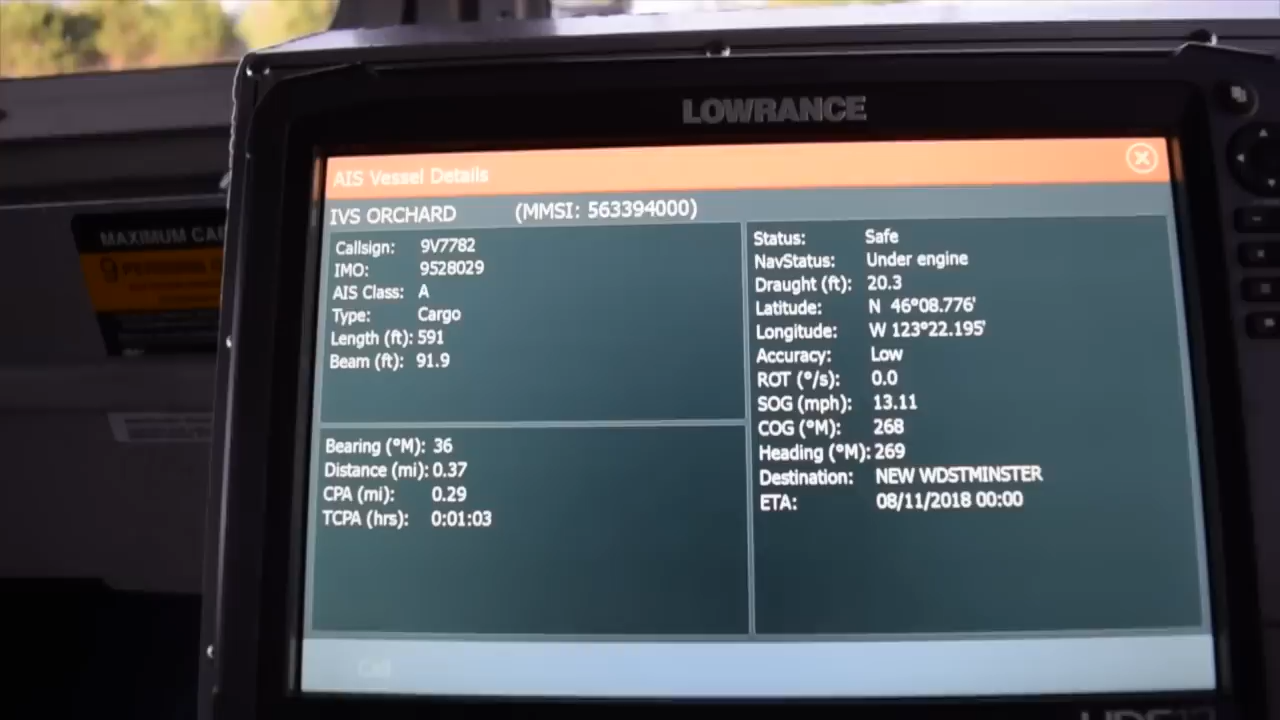 LOWRANCE
AIS Vessel Details
IVS ORCHARD (MMSI: 563394000)
Callsign: 9V7782
IMO: 9528029
AIS Class: A
Type: Cargo
Length (ft): 591
Beam (ft): 91.9
Bearing (°M): 36
Distance (mi): 0.37
CPA (mi): 0.29
TCPA (hrs): 0:01:03
Status: Safe
NavStatus: Under engine
Draught (ft): 20.3
Latitude: N 46°08.776'
Longitude: W 123°22.195'
Accuracy: Low
ROT (°/s): 0.0
SOG (mph): 13.11
COG (°M): 268
Heading (°M): 269
Destination: NEW WDSTMINSTER
ETA: 08/11/2018 00:00
Call
MAXIMUM